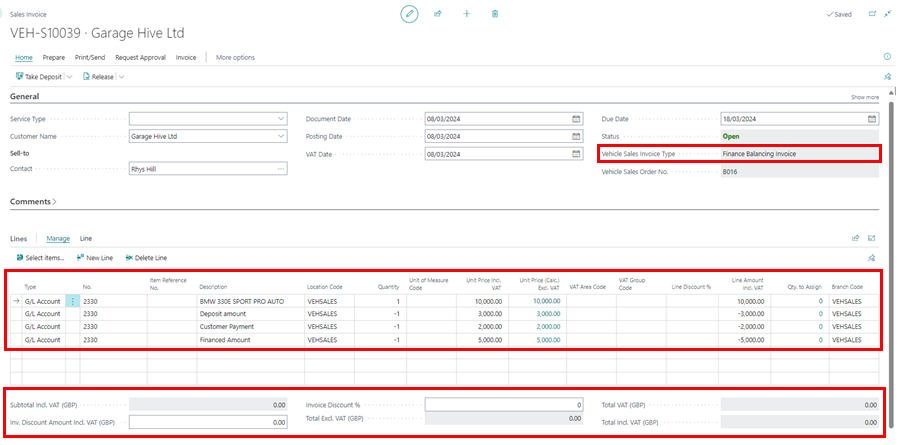 Sales Invoice
Saved
VEH-S10039 · Garage Hive Ltd
Home Prepare Print/Send Request Approval Invoice More options
Take Deposit Release
General Show more
Service Type Document Date 08/03/2024 Due Date 18/03/2024
Customer Name Garage Hive Ltd Posting Date 08/03/2024 Status Open
Sell-to VAT Date 08/03/2024 Vehicle Sales Invoice Type Finance Balancing Invoice
Contact Rhys Hill Vehicle Sales Order No. B016
Comments
Lines Manage Line
Select items... New Line Delete Line
Type No. Item Reference No. Description Location Code Quantity Unit of Measure Code Unit Price Incl. VAT Unit Price (Calc.) Excl. VAT VAT Area Code VAT Group Code Line Discount % Line Amount Incl. VAT Qty. to Assign Branch Code
G/L Account 2330 BMW 330E SPORT PRO AUTO VEHSALES 1 10,000.00 10,000.00 10,000.00 0 VEHSALES
G/L Account 2330 Deposit amount VEHSALES -1 3,000.00 3,000.00 -3,000.00 0 VEHSALES
G/L Account 2330 Customer Payment VEHSALES -1 2,000.00 2,000.00 -2,000.00 0 VEHSALES
G/L Account 2330 Financed Amount VEHSALES -1 5,000.00 5,000.00 -5,000.00 0 VEHSALES
Subtotal Incl. VAT (GBP) 0.00 Invoice Discount % 0 Total VAT (GBP) 0.00
Inv. Discount Amount Incl. VAT (GBP) 0.00 Total Excl. VAT (GBP) 0.00 Total Incl. VAT (GBP) 0.00